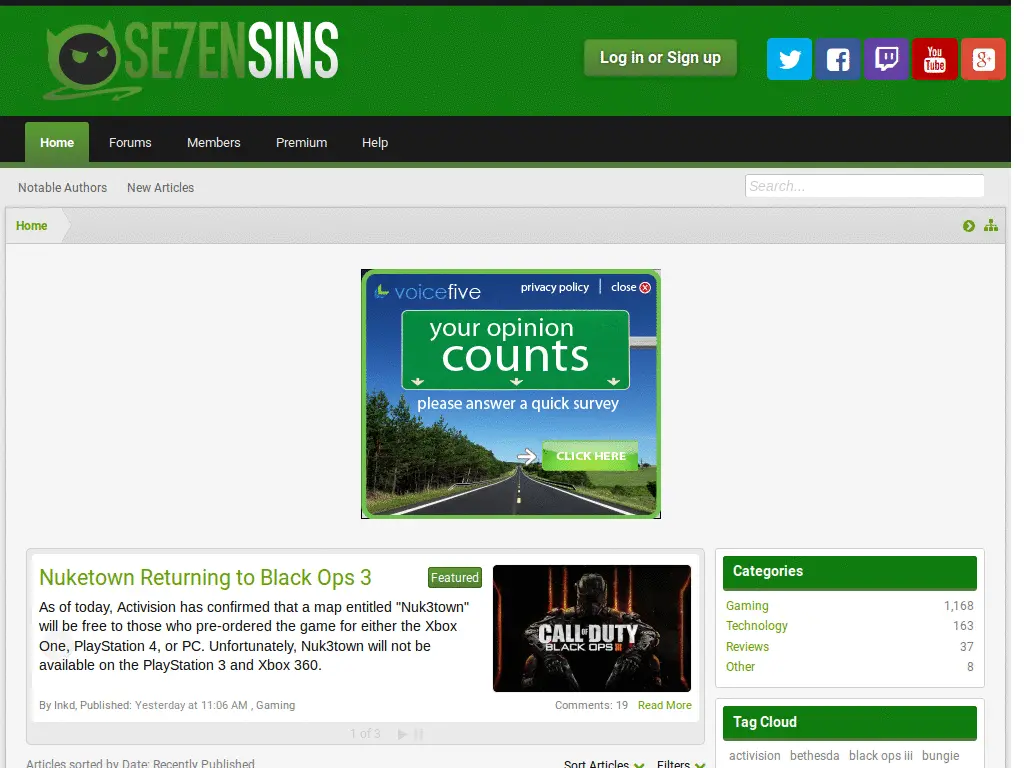 SE7ENSINS
Log in or Sign up
You
Tube
g+
Home Forums Members Premium Help
Notable Authors New Articles
Search...
Home
voicefive
privacy policy
close
your opinion
counts
please answer a quick survey
CLICK HERE
Nuketown Returning to Black Ops 3
Featured
As of today, Activision has confirmed that a map entitled "Nuk3town"
will be free to those who pre-ordered the game for either the Xbox
One, PlayStation 4, or PC. Unfortunately, Nuk3town will not be
available on the PlayStation 3 and Xbox 360.
CALL OF DUTY
BLACK OPS III
By Inkd, Published: Yesterday at 11:06 AM , Gaming
Comments: 19 Read More
1 of 3
Articles sorted by Date: Recently Published
Sort Articles Filters
Categories
Gaming 1,168
Technology 163
Reviews 37
Other 8
Tag Cloud
activision bethesda black ops iii bungie